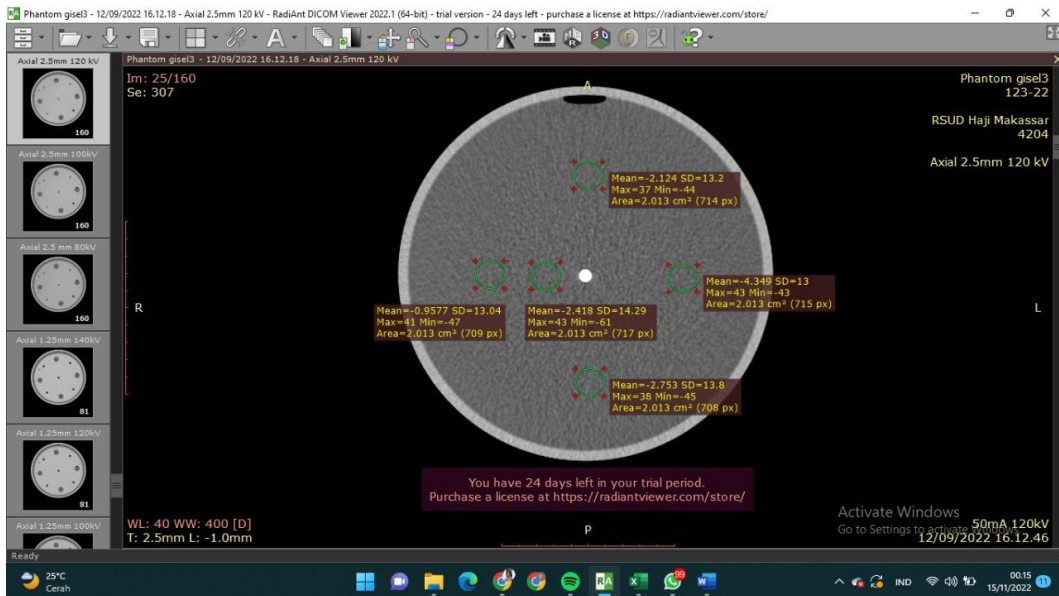 Phantom gisel3 - 12/09/2022 16.12.18 - Axial 2.5mm 120 kV - RadiAnt DICOM Viewer 2022.1 (64-bit) - trial version - 24 days left - purchase a license at https://radiantviewer.com/store/
Axial 2.5mm 120 kV
160
Axial 2.5mm 100kV
160
Axial 2.5 mm 80kV
160
Axial 1.25mm 140kV
81
Axial 1.25mm 120kV
81
Axial 1.25mm 100kV
Phantom gisel3 - 12/09/2022 16.12.18 - Axial 2.5mm 120 kV
Im: 25/160
Se: 307
A
Phantom gisel3
123-22
RSUD Haji Makassar
4204
Axial 2.5mm 120 kV
Mean=-2.124 SD=13.2
Max=37 Min=-44
Area=2.013 cm² (714 px)
R
Mean=-0.9577 SD=13.04
Max=41 Min=-47
Area=2.013 cm² (709 px)
Mean=-2.418 SD=14.29
Max=43 Min=-61
Area=2.013 cm² (717 px)
Mean=-4.349 SD=13
Max=43 Min=-43
Area=2.013 cm² (715 px)
L
Mean=-2.753 SD=13.8
Max=38 Min=-45
Area=2.013 cm² (708 px)
You have 24 days left in your trial period.
Purchase a license at https://radiantviewer.com/store/
WL: 40 WW: 400 [D]
T: 2.5mm L: -1.0mm
P
Activate Windows
Go to Settings to activate Windows.
50mA 120kV
12/09/2022 16.12.46
Ready
25°C
Cerah
RA
99
IND
00.15
15/11/2022
11